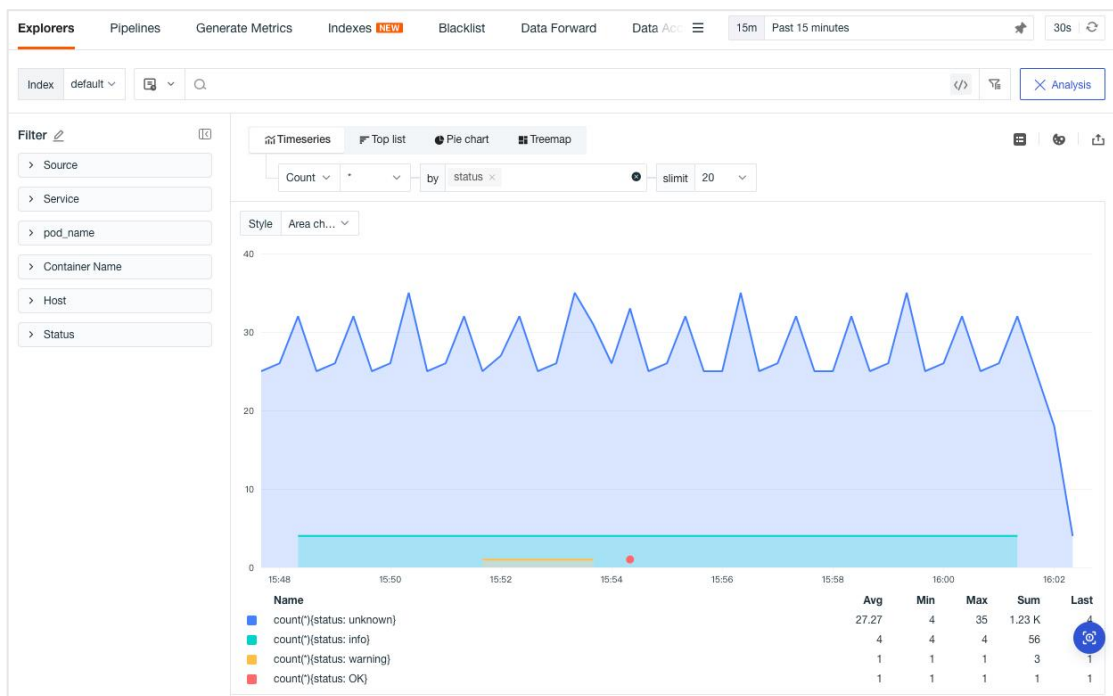 Explorers Pipelines Generate Metrics Indexes NEW Blacklist Data Forward Data Acc 15m Past 15 minutes 30s
Index default </> Analysis
Filter
Source
Service
pod_name
Container Name
Host
Status
Timeseries Top list Pie chart Treemap
Count * by status × slimit 20
Style Area ch...
40
30
20
10
0
15:48 15:50 15:52 15:54 15:56 15:58 16:00 16:02
Name Avg Min Max Sum Last
count(*){status: unknown} 27.27 4 35 1.23 K 4
count(*){status: info} 4 4 4 56
count(*){status: warning} 1 1 1 3 1
count(*){status: OK} 1 1 1 1 1